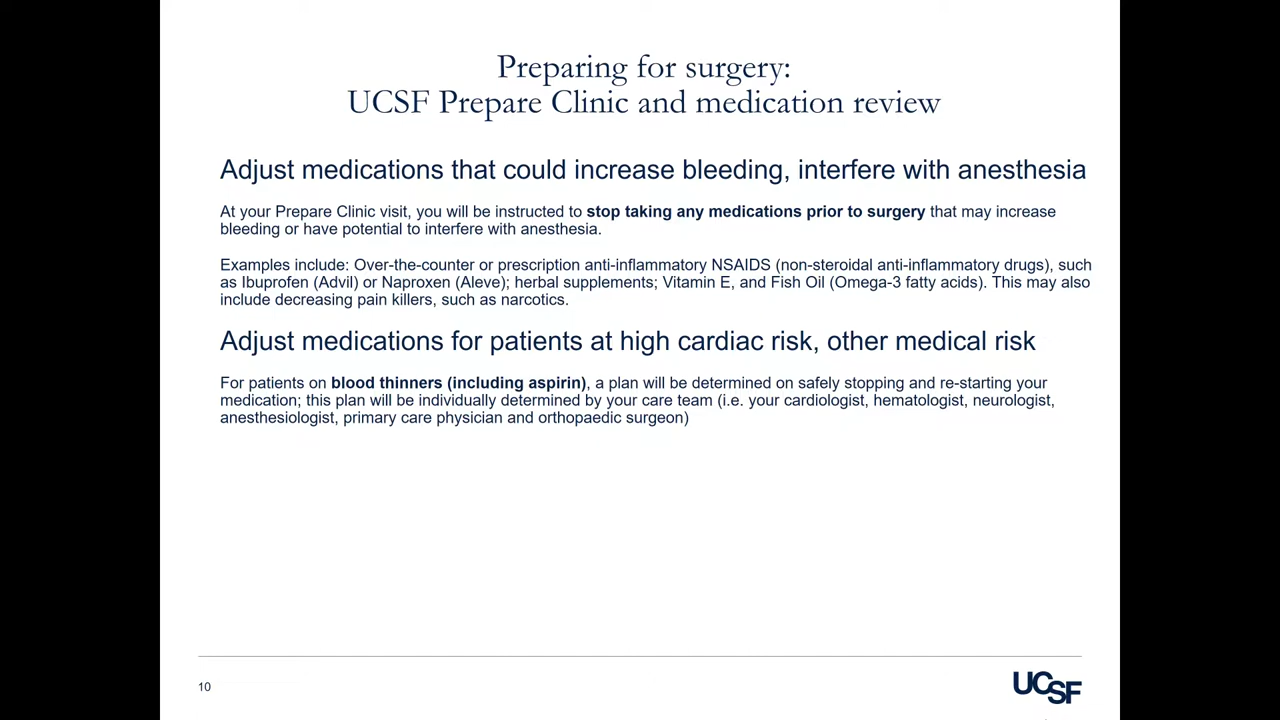 Preparing for surgery:
UCSF Prepare Clinic and medication review
Adjust medications that could increase bleeding, interfere with anesthesia
At your Prepare Clinic visit, you will be instructed to stop taking any medications prior to surgery that may increase
bleeding or have potential to interfere with anesthesia.
Examples include: Over-the-counter or prescription anti-inflammatory NSAIDS (non-steroidal anti-inflammatory drugs), such
as Ibuprofen (Advil) or Naproxen (Aleve); herbal supplements; Vitamin E, and Fish Oil (Omega-3 fatty acids). This may also
include decreasing pain killers, such as narcotics.
Adjust medications for patients at high cardiac risk, other medical risk
For patients on blood thinners (including aspirin), a plan will be determined on safely stopping and re-starting your
medication; this plan will be individually determined by your care team (i.e. your cardiologist, hematologist, neurologist,
anesthesiologist, primary care physician and orthopaedic surgeon)
10
UCSF